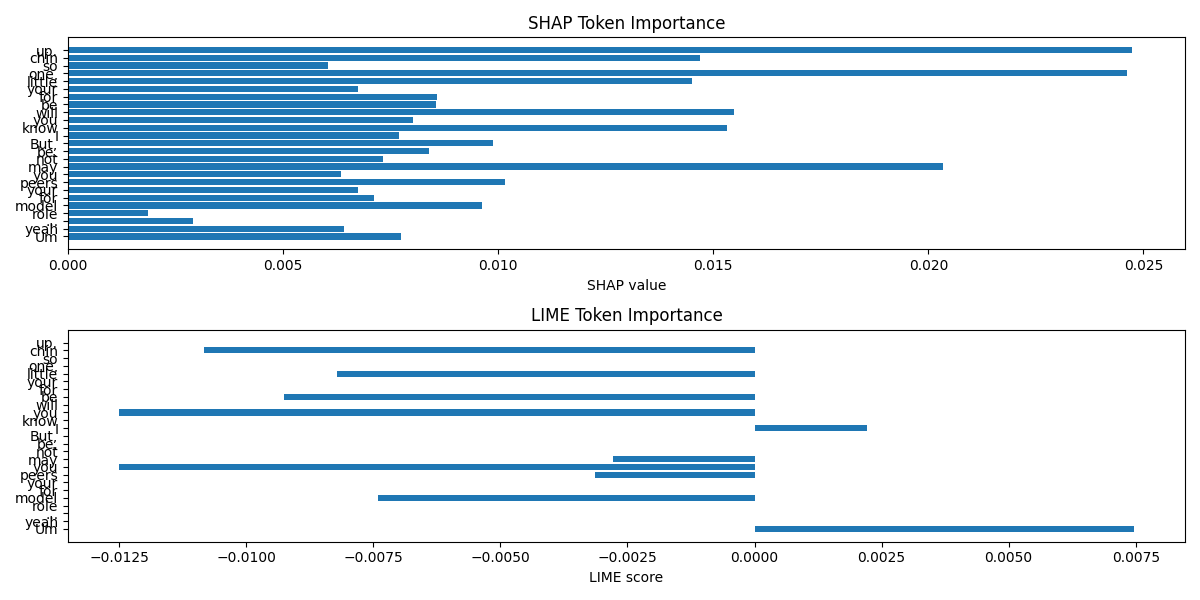 SHAP Token Importance
up,
chin
so
one,
little
your
for
be
will
you
know
I
But,
be,
not
may
you
peers
your
for
model
role
yeah
Um
0.000 0.005 0.010 0.015 0.020 0.025
SHAP value
LIME Token Importance
up,
chin
so
one,
little
your
for
be
will
you
know
I
But,
be,
not
may
you
peers
your
for
model
role
yeah
Um
−0.0125 −0.0100 −0.0075 −0.0050 −0.0025 0.0000 0.0025 0.0050 0.0075
LIME score